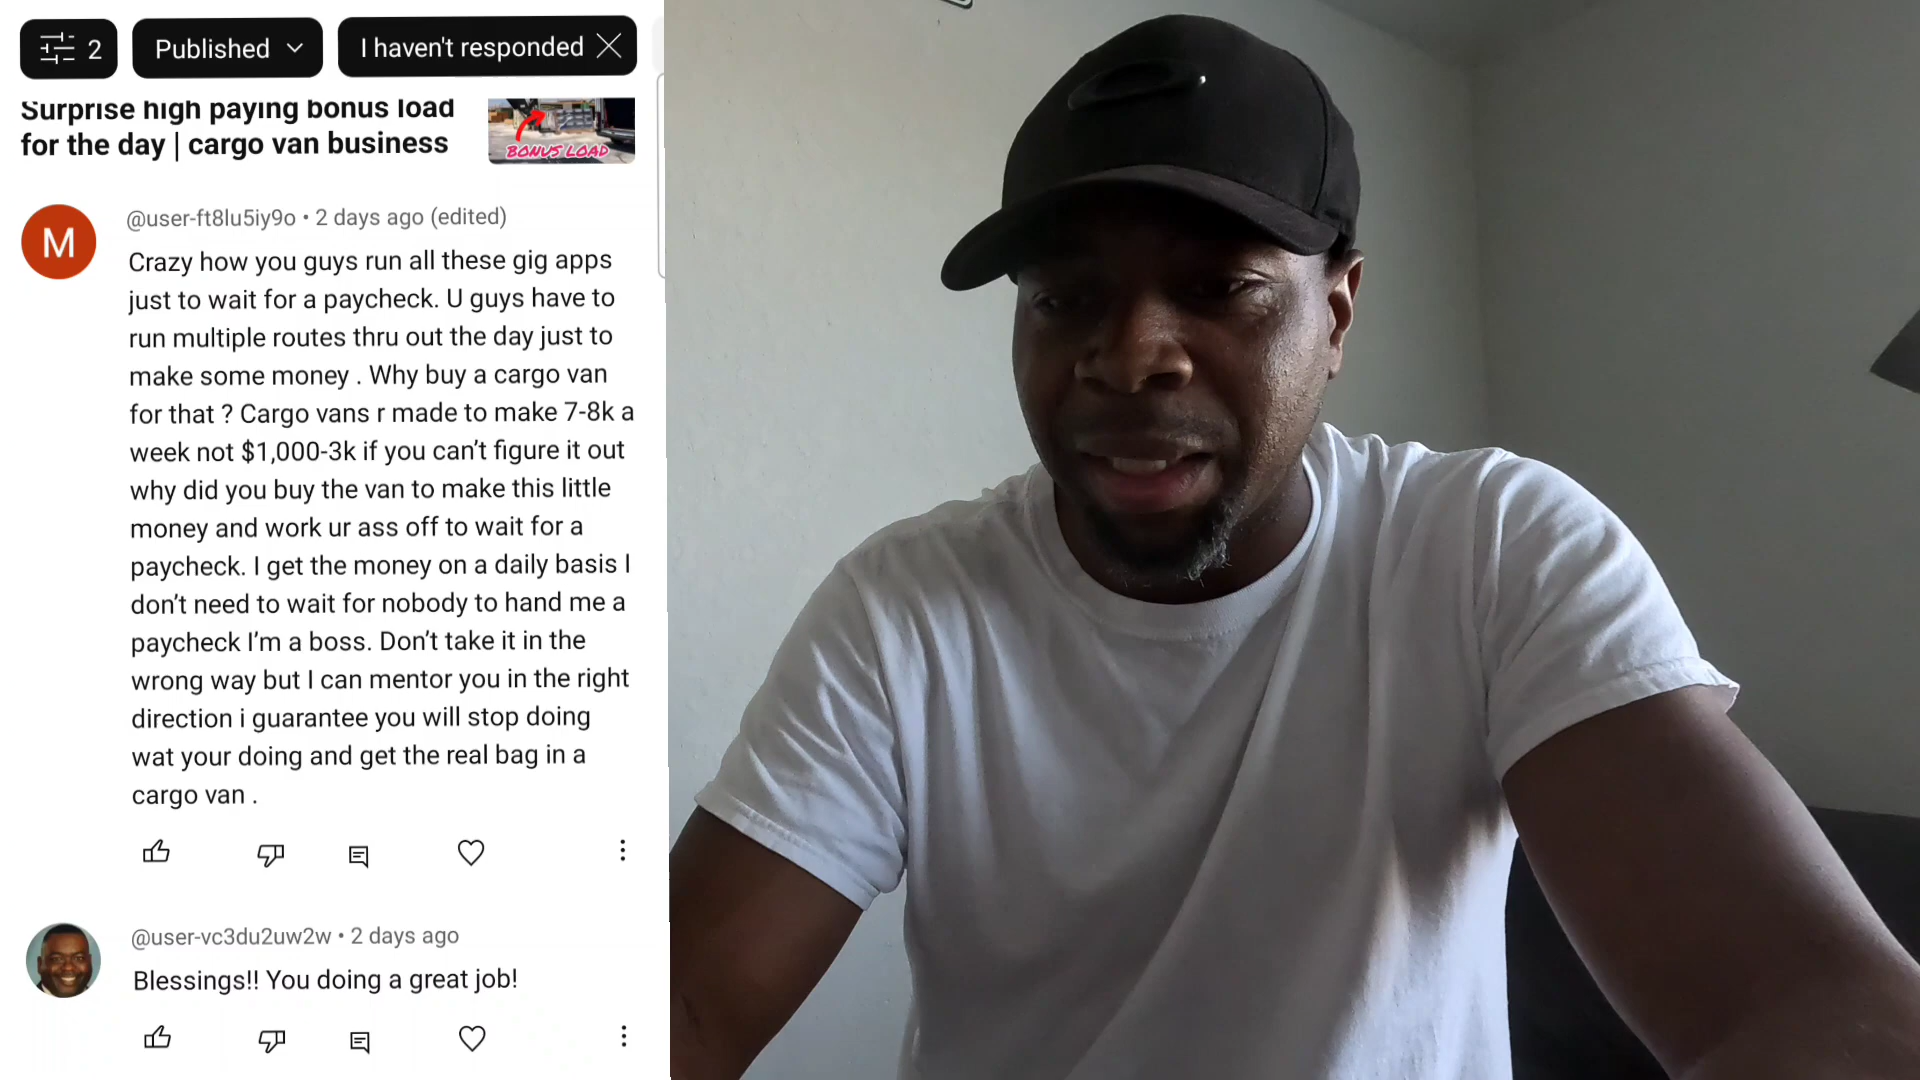 2
Published
I haven't responded
Surprise high paying bonus load
for the day | cargo van business
BONUS LOAD
M
@user-ft8lu5iy9o • 2 days ago (edited)
Crazy how you guys run all these gig apps
just to wait for a paycheck. U guys have to
run multiple routes thru out the day just to
make some money . Why buy a cargo van
for that ? Cargo vans r made to make 7-8k a
week not $1,000-3k if you can’t figure it out
why did you buy the van to make this little
money and work ur ass off to wait for a
paycheck. I get the money on a daily basis I
don’t need to wait for nobody to hand me a
paycheck I’m a boss. Don’t take it in the
wrong way but I can mentor you in the right
direction i guarantee you will stop doing
wat your doing and get the real bag in a
cargo van .
@user-vc3du2uw2w • 2 days ago
Blessings!! You doing a great job!